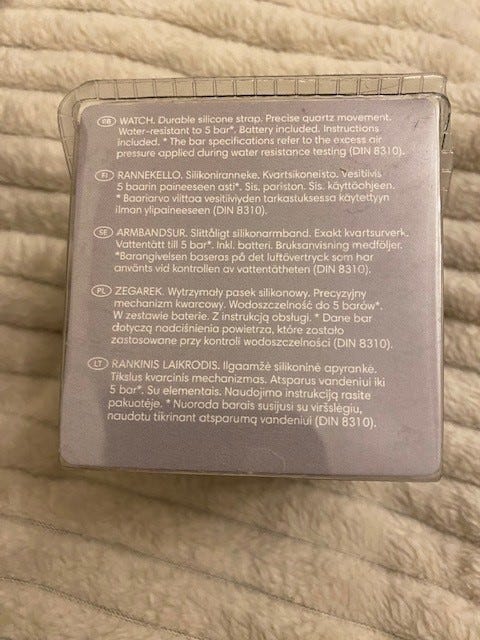 GB WATCH. Durable silicone strap. Precise quartz movement.
Water-resistant to 5 bar*. Battery included. Instructions
included. * The bar specifications refer to the excess air
pressure applied during water resistance testing (DIN 8310).
FI RANNEKELLO. Silikoniranneke. Kvartsikoneisto. Vesitiivis
5 baarin paineeseen asti*. Sis. pariston. Sis. käyttöohjeen.
* Baariarvo viittaa vesitiiviyden tarkastuksessa käytettyyn
ilman ylipaineeseen (DIN 8310).
SE ARMBANDSUR. Slittåligt silikonarmband. Exakt kvartsurverk.
Vattentätt till 5 bar*. Inkl. batteri. Bruksanvisning medföljer.
*Barangivelsen baseras på det luftövertryck som har
använts vid kontrollen av vattentätheten (DIN 8310).
PL ZEGAREK. Wytrzymały pasek silikonowy. Precyzyjny
mechanizm kwarcowy. Wodoszczelność do 5 barów*.
W zestawie baterie. Z instrukcją obsługi. * Dane bar
dotyczą nadciśnienia powietrza, które zostało
zastosowane przy kontroli wodoszczelności (DIN 8310).
LT RANKINIS LAIKRODIS. Ilgaamžė silikoninė apyrankė.
Tikslus kvarcinis mechanizmas. Atsparus vandeniui iki
5 bar*. Su elementais. Naudojimo instrukciją rasite
pakuotėje. * Nuoroda barais susijusi su viršslėgiu,
naudotu tikrinant atsparumą vandeniui (DIN 8310).